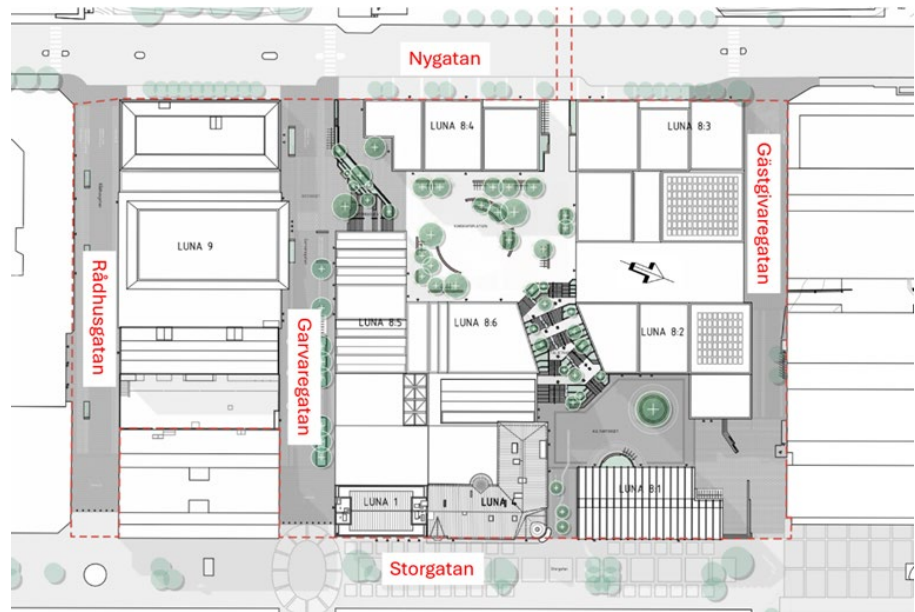 Nygatan
LUNA 8:4
LUNA 8:3
Gästgivaregatan
LUNA 9
Rådhusgatan
Garvaregatan
LUNA 8:5
LUNA 8:6
LUNA 8:2
LUNA 8:1
LUNA 1
Storgatan